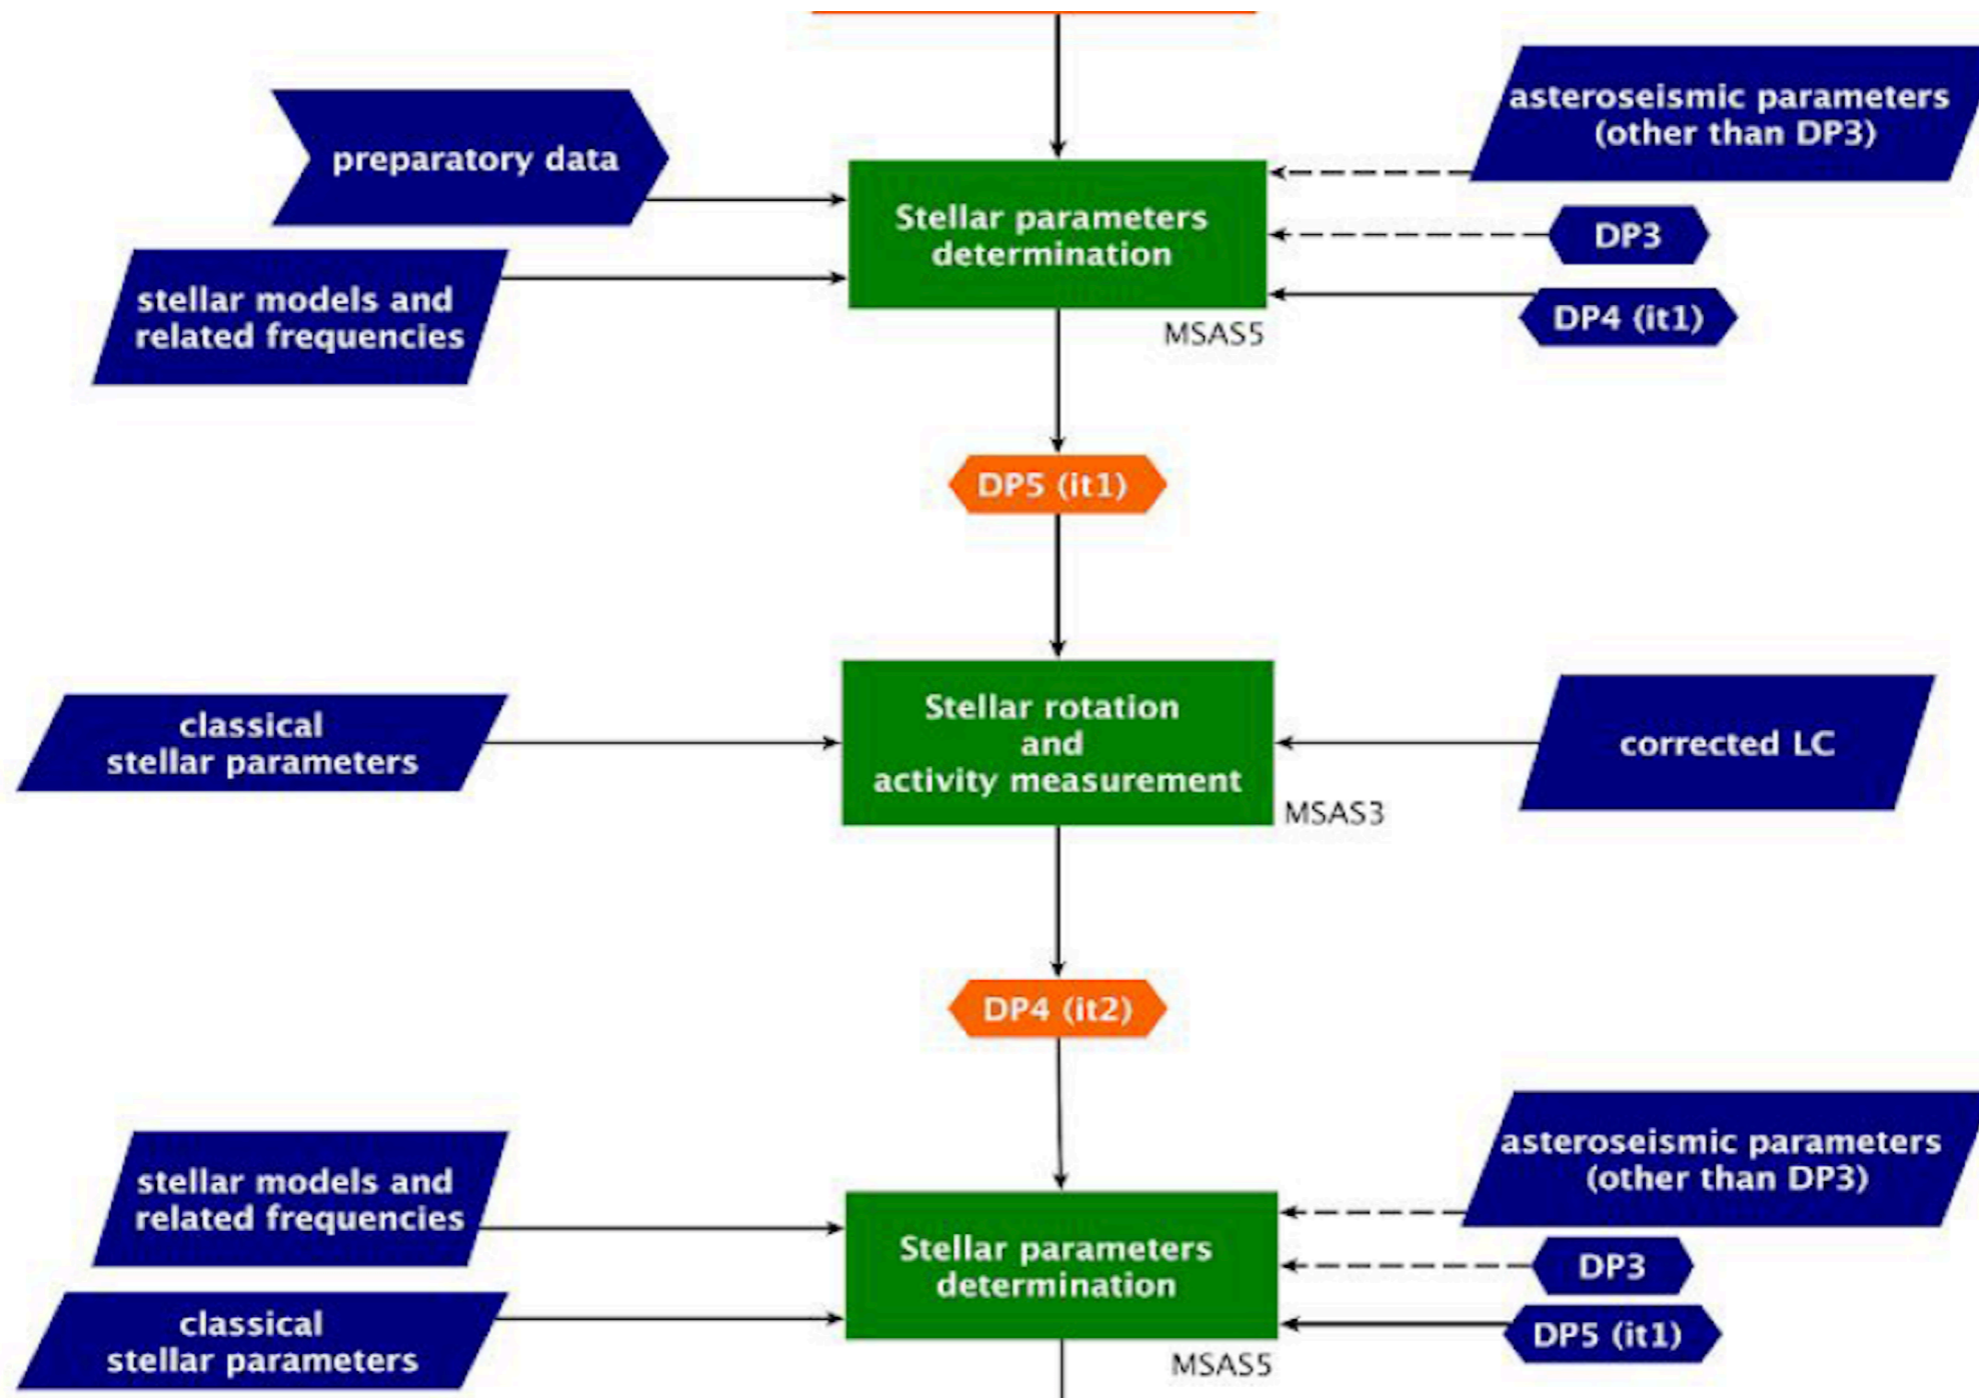 asteroseismic parameters
(other than DP3)
preparatory data
Stellar parameters
determination
DP3
stellar models and
related frequencies
DP4 (it1)
MSAS5
DP5 (it1)
Stellar rotation
and
activity measurement
classical
stellar parameters
corrected LC
MSAS3
DP4 (it2)
asteroseismic parameters
(other than DP3)
stellar models and
related frequencies
Stellar parameters
determination
DP3
classical
stellar parameters
DP5 (it1)
MSAS5